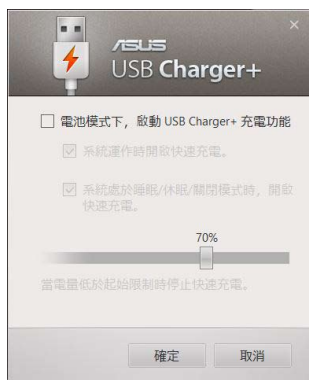 ASUS
USB Charger+
電池模式下，啟動 USB Charger+ 充電功能
系統運作時開啟快速充電。
系統處於睡眠/休眠/關閉模式時，開啟
快速充電。
70%
當電量低於起始限制時停止快速充電。
確定
取消